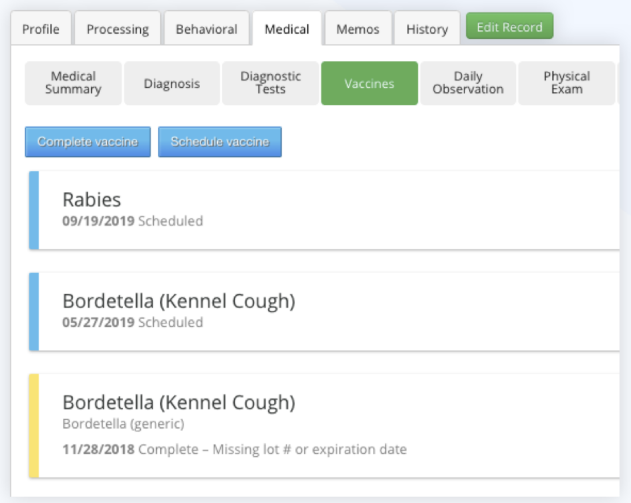 Profile Processing Behavioral Medical Memos History Edit Record
Medical Summary Diagnosis Diagnostic Tests Vaccines Daily Observation Physical Exam
Complete vaccine Schedule vaccine
Rabies
09/19/2019 Scheduled
Bordetella (Kennel Cough)
05/27/2019 Scheduled
Bordetella (Kennel Cough)
Bordetella (generic)
11/28/2018 Complete – Missing lot # or expiration date